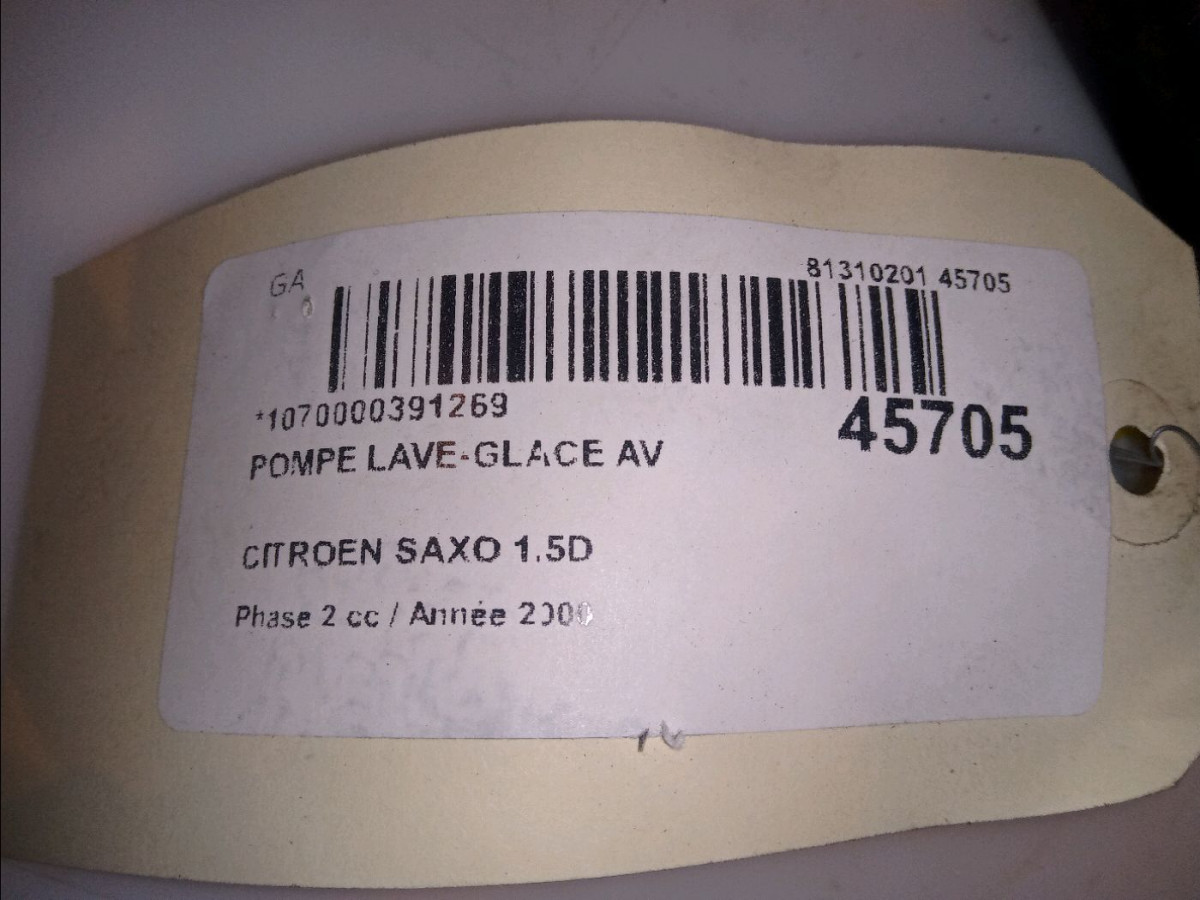 GA
81310201 45705
*1070000391269
45705
POMPE LAVE-GLACE AV
CITROEN SAXO 1.5D
Phase 2 cc / Année 2000